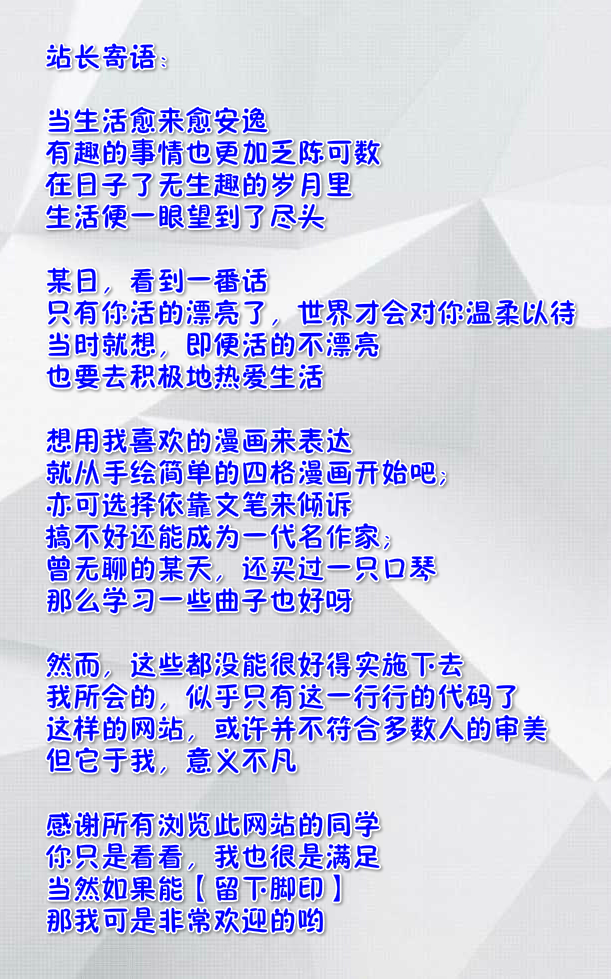 站长寄语：
当生活愈来愈安逸
有趣的事情也更加乏陈可数
在日子了无生趣的岁月里
生活便一眼望到了尽头
某日，看到一番话
只有你活的漂亮了，世界才会对你温柔以待
当时就想，即便活的不漂亮
也要去积极地热爱生活
想用我喜欢的漫画来表达
就从手绘简单的四格漫画开始吧；
亦可选择依靠文笔来倾诉
搞不好还能成为一代名作家；
曾无聊的某天，还买过一只口琴
那么学习一些曲子也好呀
然而，这些都没能很好得实施下去
我所会的，似乎只有这一行行的代码了
这样的网站，或许并不符合多数人的审美
但它于我，意义不凡
感谢所有浏览此网站的同学
你只是看看，我也很是满足
当然如果能【留下脚印】
那我可是非常欢迎的哟